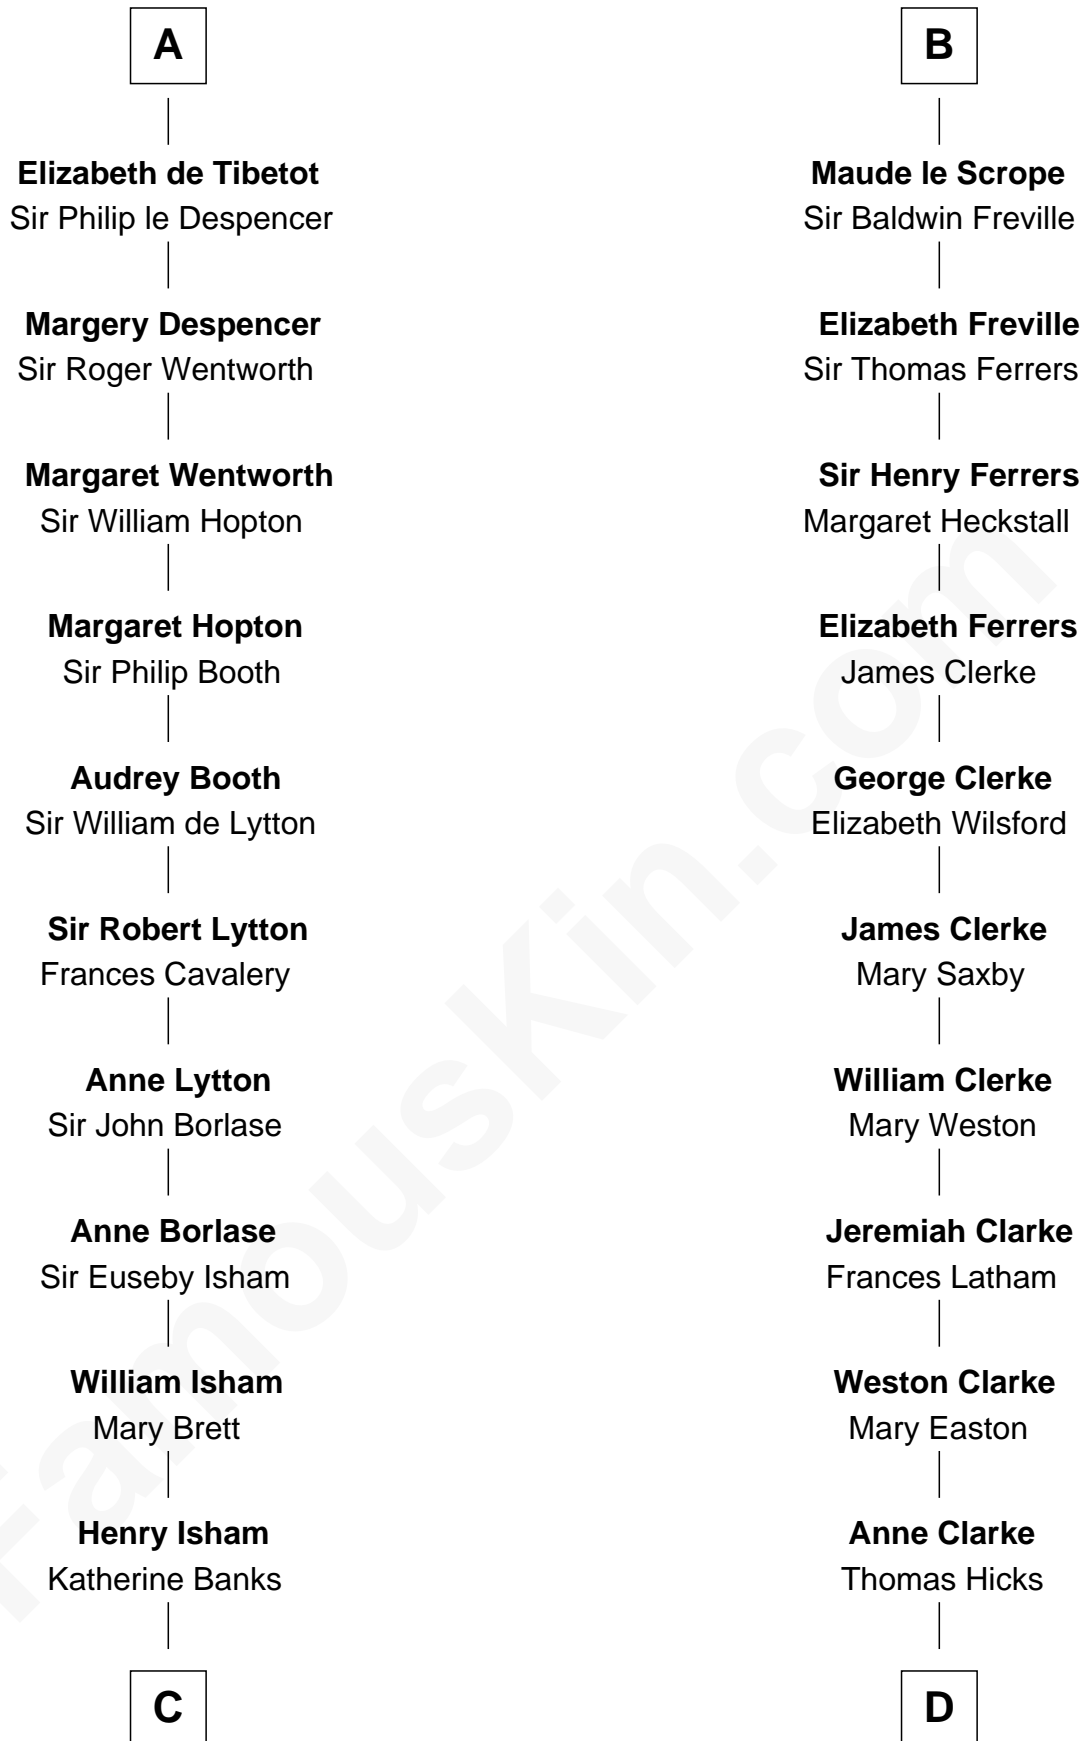 A
Elizabeth de Tibetot
Sir Philip le Despencer
Margery Despencer
Sir Roger Wentworth
Margaret Wentworth
Sir William Hopton
Margaret Hopton
Sir Philip Booth
Audrey Booth
Sir William de Lytton
Sir Robert Lytton
Frances Cavalery
Anne Lytton
Sir John Borlase
Anne Borlase
Sir Euseby Isham
William Isham
Mary Brett
Henry Isham
Katherine Banks
C
B
Maude le Scrope
Sir Baldwin Freville
Elizabeth Freville
Sir Thomas Ferrers
Sir Henry Ferrers
Margaret Heckstall
Elizabeth Ferrers
James Clerke
George Clerke
Elizabeth Wilsford
James Clerke
Mary Saxby
William Clerke
Mary Weston
Jeremiah Clarke
Frances Latham
Weston Clarke
Mary Easton
Anne Clarke
Thomas Hicks
D
FamousKin.com